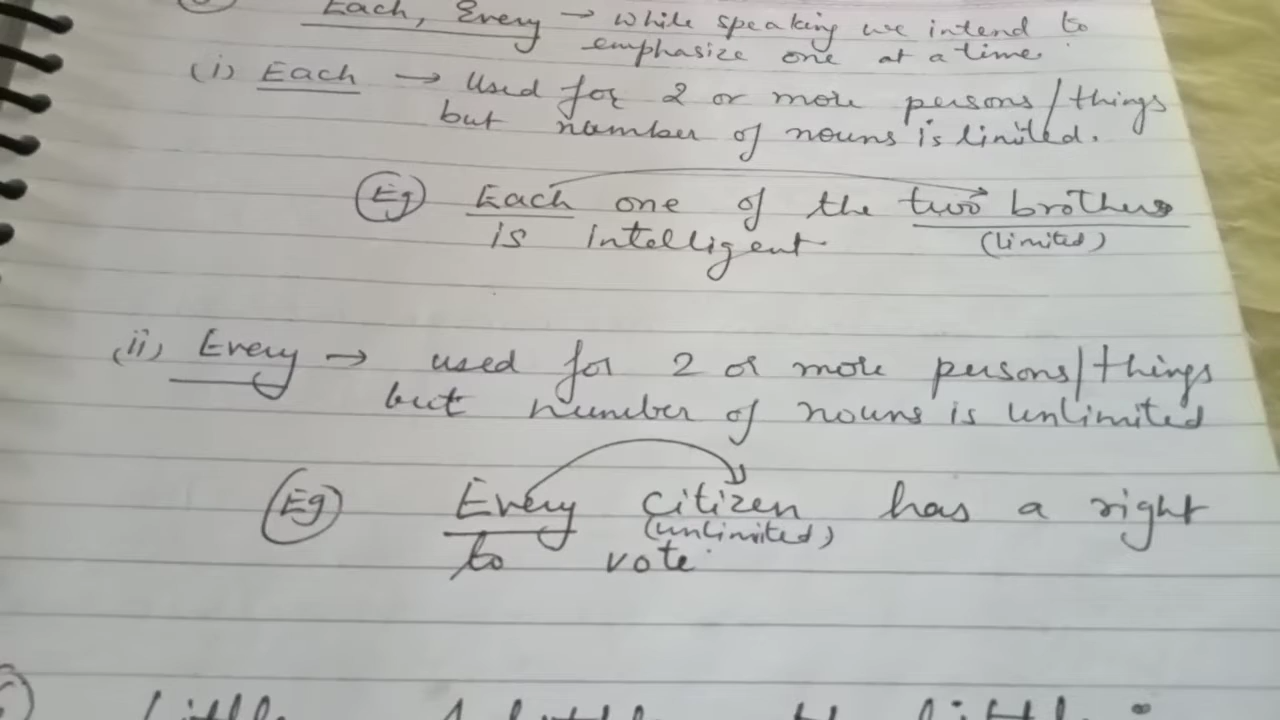 Each, Every → While speaking we intend to
emphasize one at a time.
(i) Each → Used for 2 or more persons/things
but number of nouns is limited.
Eg Each one of the two brothers
is intelligent (limited)
(ii) Every → used for 2 or more persons/things
but number of nouns is unlimited
Eg Every citizen has a right
(unlimited)
to vote